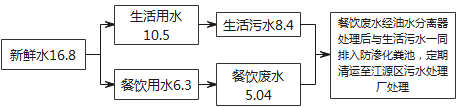 新鲜水16.8
生活用水
10.5
生活污水8.4
餐饮用水6.3
餐饮废水
5.04
餐饮废水经油水分离器
处理后与生活污水一同
排入防渗化粪池，定期
清运至江源区污水处理
厂处理